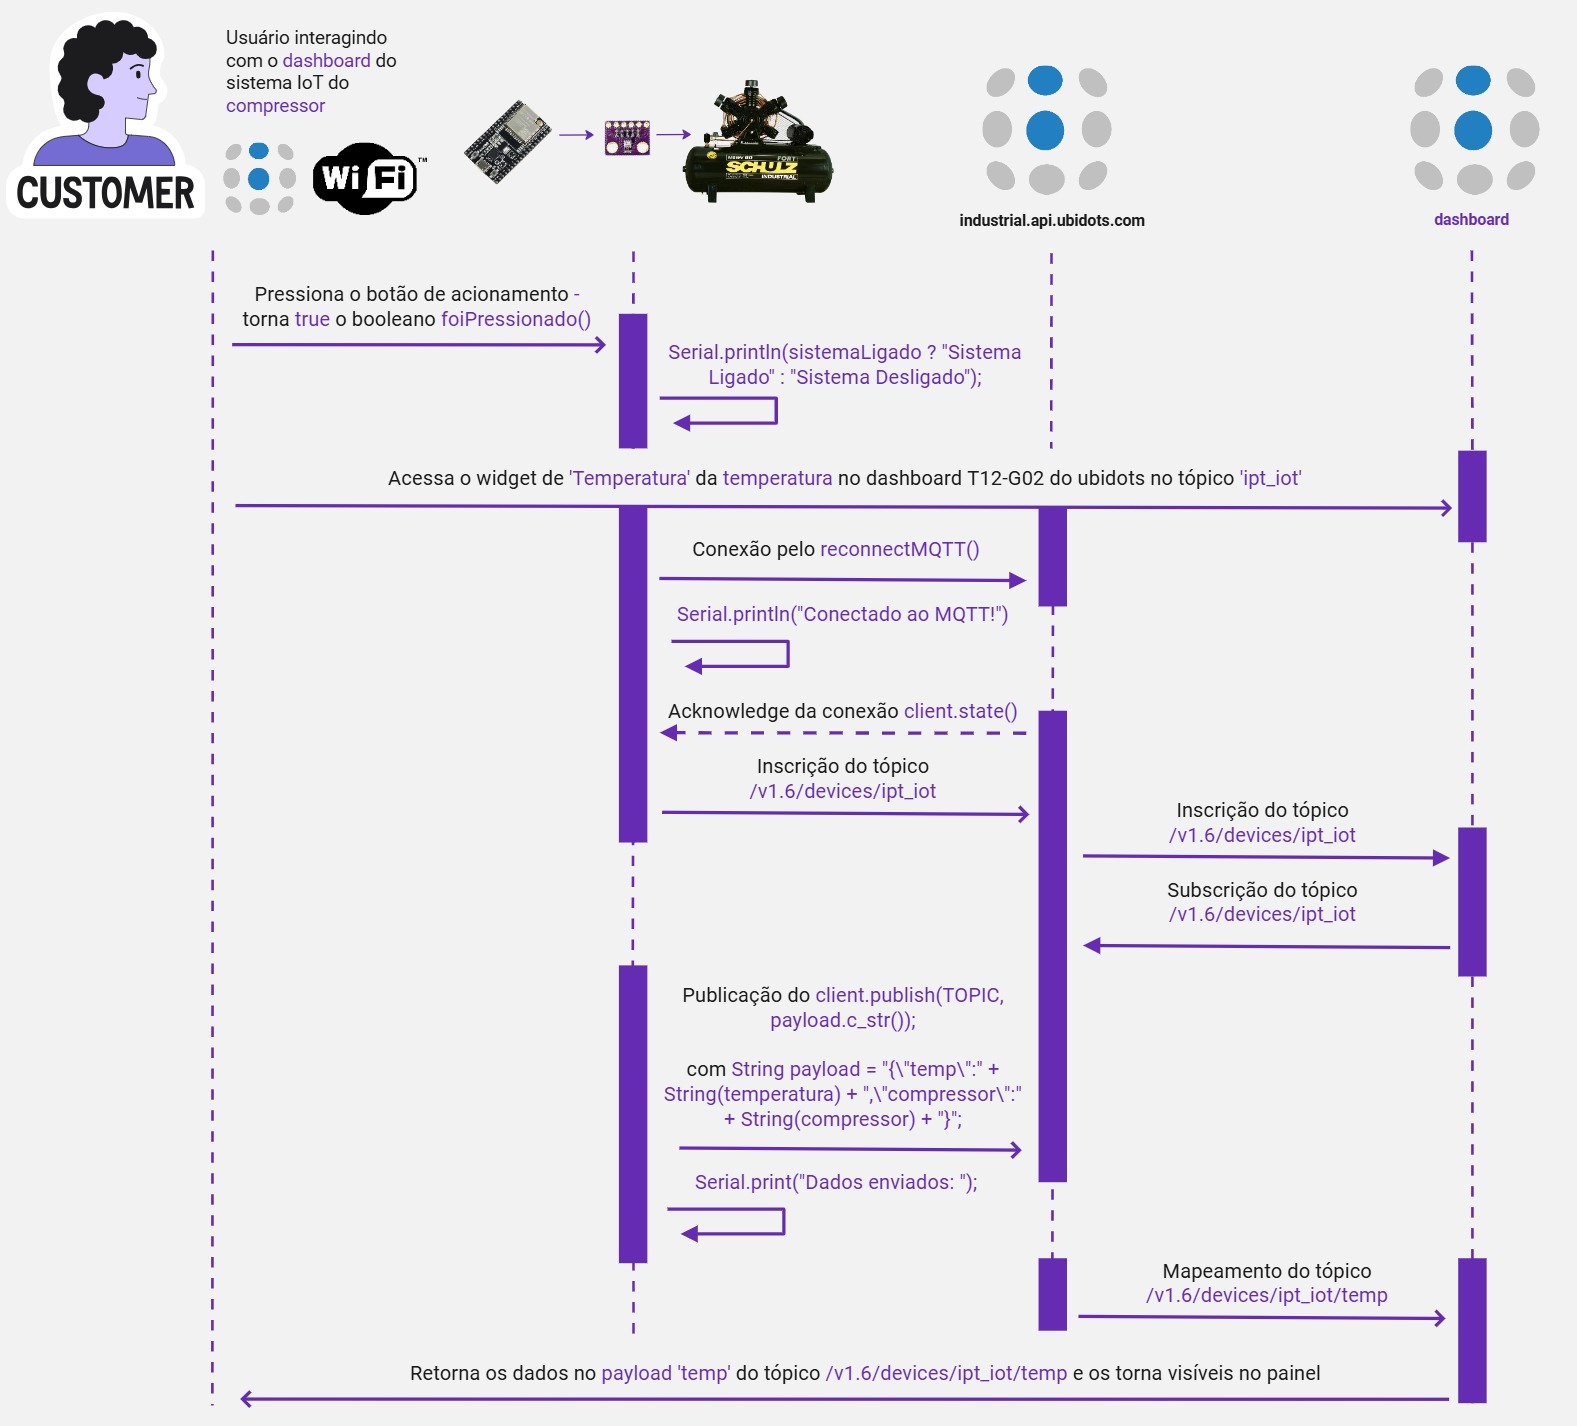 Usuário interagindo
com o dashboard do
sistema IoT do
compressor
CUSTOMER
Wi Fi ™
SCHULZ
FORT
INDUSTRIAL
industrial.api.ubidots.com
dashboard
Pressiona o botão de acionamento -
torna true o booleano foiPressionado()
Serial.println(sistemaLigado ? "Sistema
Ligado" : "Sistema Desligado");
Acessa o widget de 'Temperatura' da temperatura no dashboard T12-G02 do ubidots no tópico 'ipt_iot'
Conexão pelo reconnectMQTT()
Serial.println("Conectado ao MQTT!")
Acknowledge da conexão client.state()
Inscrição do tópico
/v1.6/devices/ipt_iot
Inscrição do tópico
/v1.6/devices/ipt_iot
Subscrição do tópico
/v1.6/devices/ipt_iot
Publicação do client.publish(TOPIC,
payload.c_str());
com String payload = "{\"temp\":" +
String(temperatura) + ",\"compressor\":"
+ String(compressor) + "}";
Serial.print("Dados enviados: ");
Mapeamento do tópico
/v1.6/devices/ipt_iot/temp
Retorna os dados no payload 'temp' do tópico /v1.6/devices/ipt_iot/temp e os torna visíveis no painel